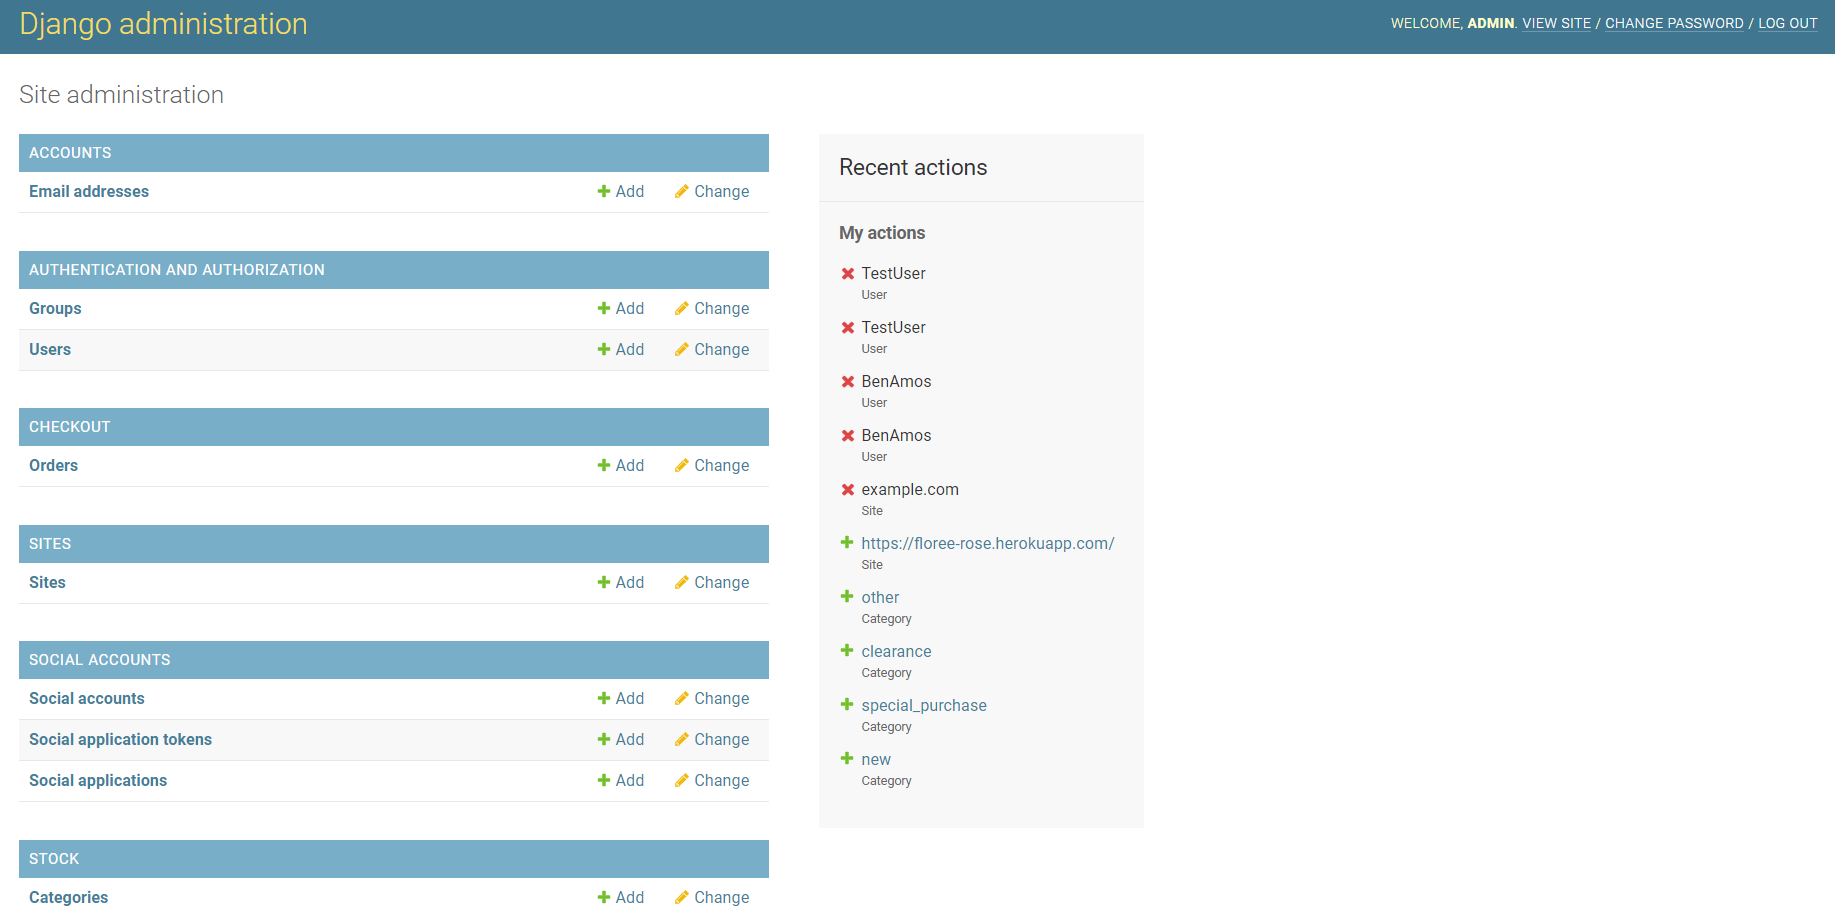 Django administration
WELCOME, ADMIN. VIEW SITE / CHANGE PASSWORD / LOG OUT
Site administration
ACCOUNTS
Email addresses Add Change
AUTHENTICATION AND AUTHORIZATION
Groups Add Change
Users Add Change
CHECKOUT
Orders Add Change
SITES
Sites Add Change
SOCIAL ACCOUNTS
Social accounts Add Change
Social application tokens Add Change
Social applications Add Change
STOCK
Categories Add Change
Recent actions
My actions
TestUser
User
TestUser
User
BenAmos
User
BenAmos
User
example.com
Site
https://floree-rose.herokuapp.com/
Site
other
Category
clearance
Category
special_purchase
Category
new
Category